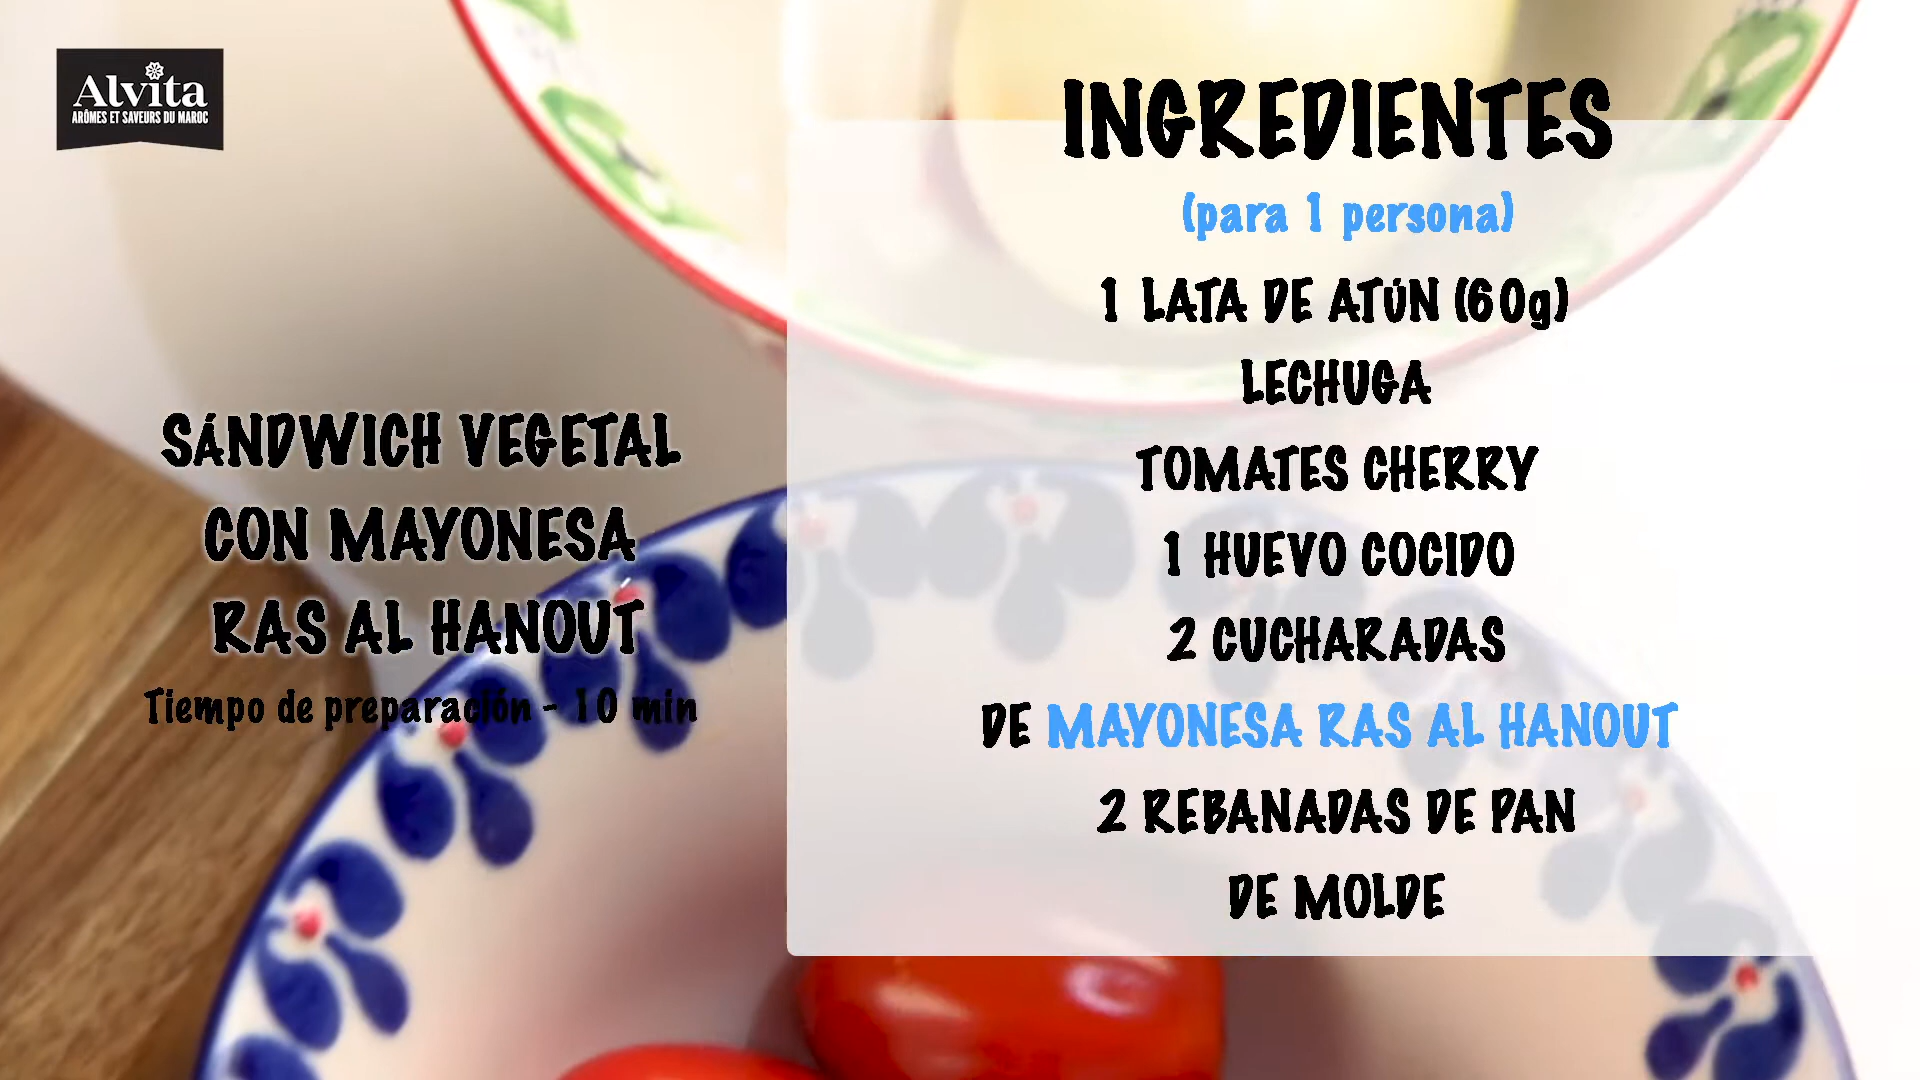 Alvita
ARÔMES ET SAVEURS DU MAROC
SÁNDWICH VEGETAL
CON MAYONESA
RAS AL HANOUT
Tiempo de preparación - 10 min
INGREDIENTES
(para 1 persona)
1 LATA DE ATÚN (60g)
LECHUGA
TOMATES CHERRY
1 HUEVO COCIDO
2 CUCHARADAS
DE MAYONESA RAS AL HANOUT
2 REBANADAS DE PAN
DE MOLDE